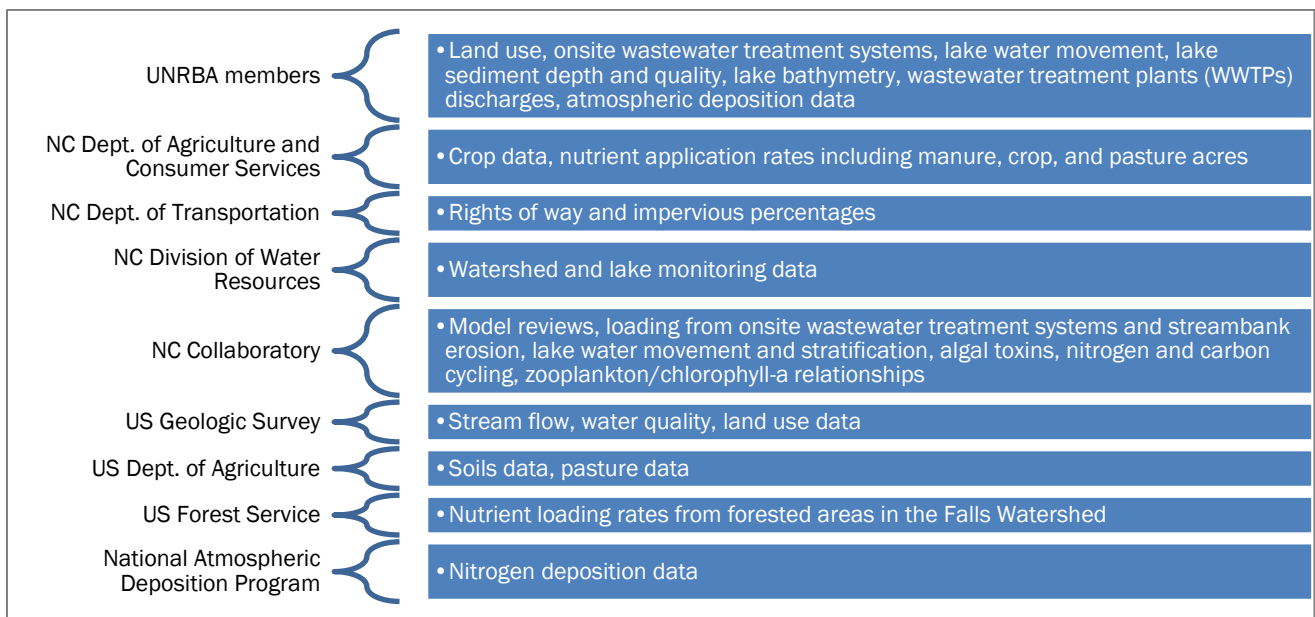 UNRBA members
•Land use, onsite wastewater treatment systems, lake water movement, lake
sediment depth and quality, lake bathymetry, wastewater treatment plants (WWTPs)
discharges, atmospheric deposition data
NC Dept. of Agriculture and
Consumer Services
•Crop data, nutrient application rates including manure, crop, and pasture acres
NC Dept. of Transportation
•Rights of way and impervious percentages
NC Division of Water
Resources
•Watershed and lake monitoring data
NC Collaboratory
•Model reviews, loading from onsite wastewater treatment systems and streambank
erosion, lake water movement and stratification, algal toxins, nitrogen and carbon
cycling, zooplankton/chlorophyll-a relationships
US Geologic Survey
•Stream flow, water quality, land use data
US Dept. of Agriculture
•Soils data, pasture data
US Forest Service
•Nutrient loading rates from forested areas in the Falls Watershed
National Atmospheric
Deposition Program
•Nitrogen deposition data